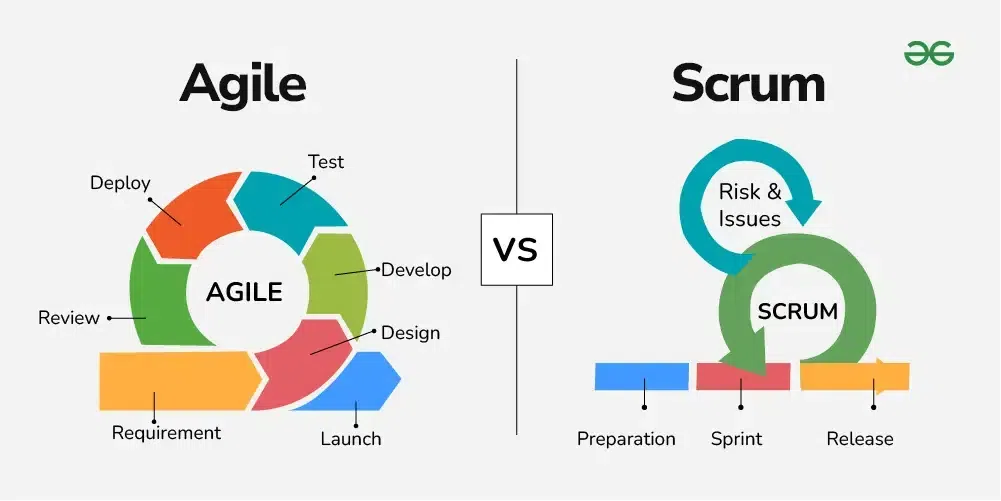 Agile
Scrum
Test
Deploy
Develop
AGILE
Review
Design
Requirement
Launch
VS
Risk &
Issues
SCRUM
Preparation
Sprint
Release